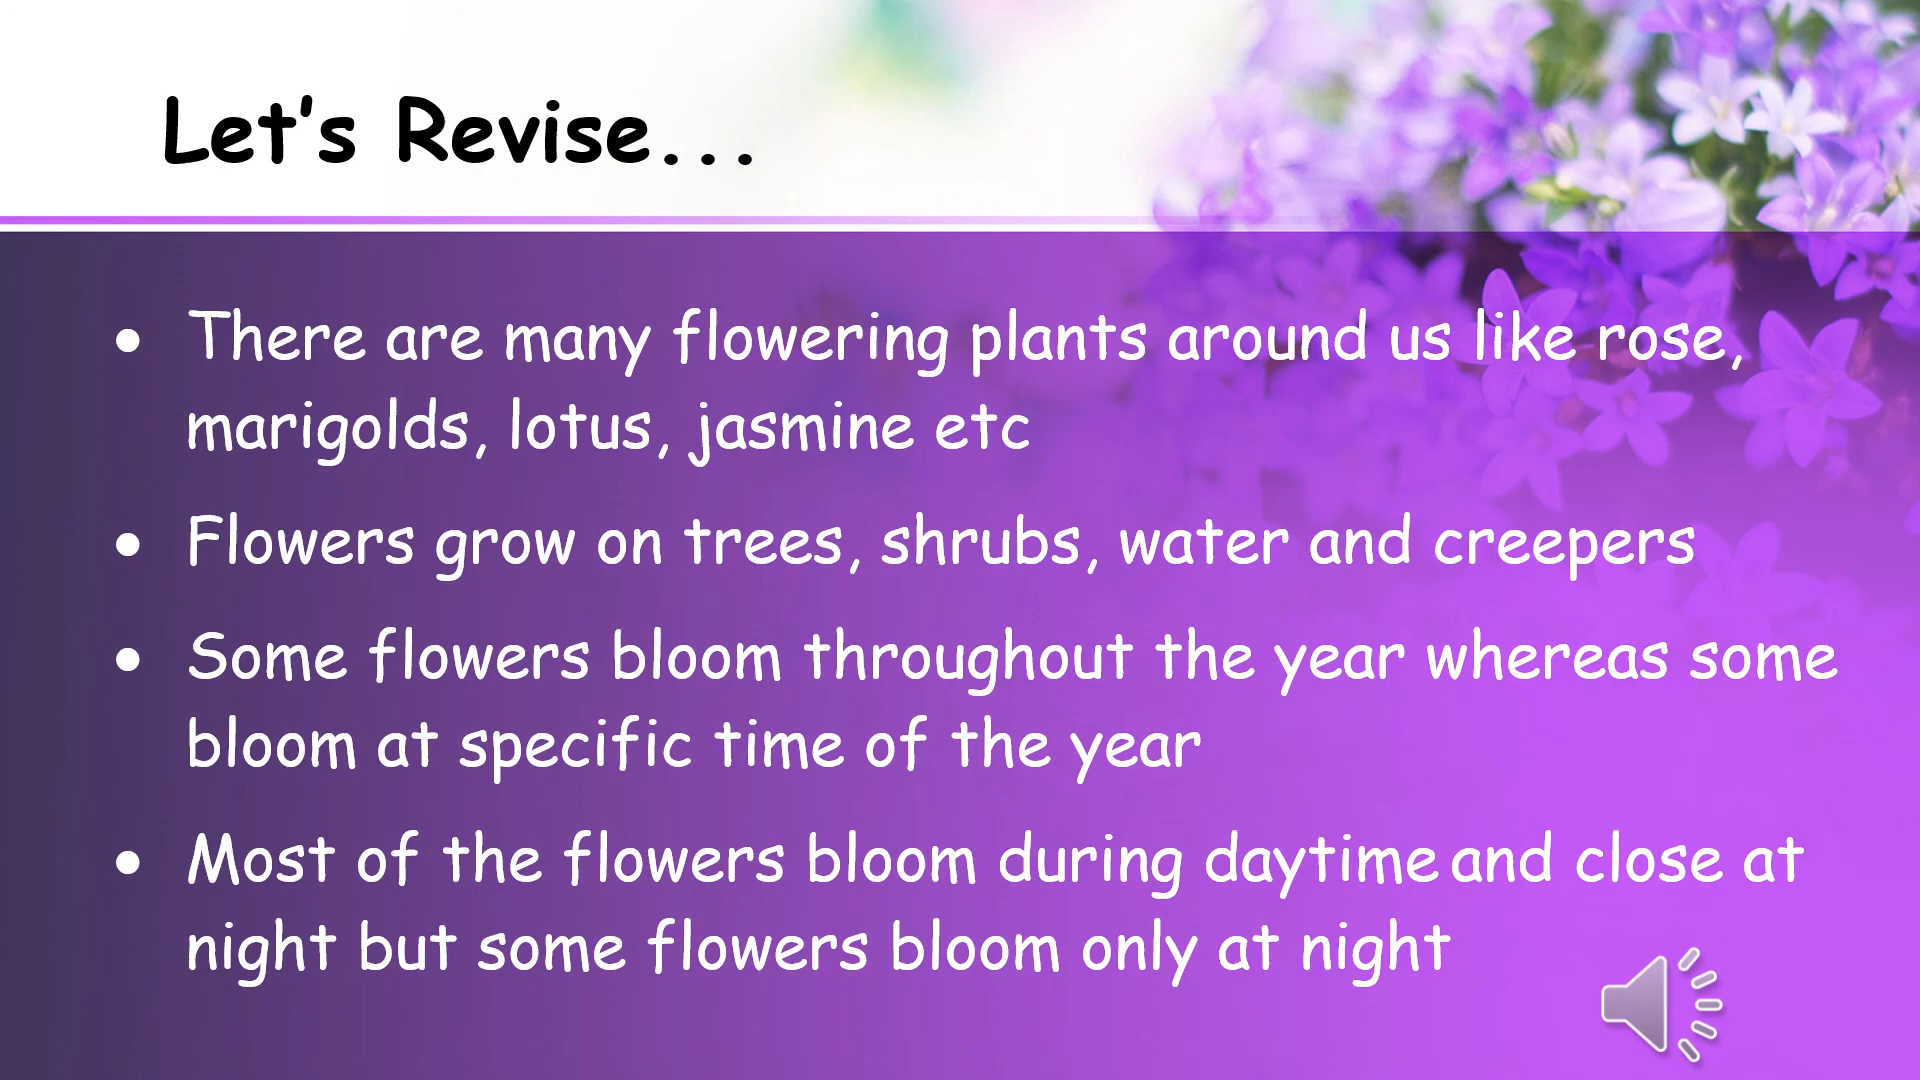 Let’s Revise...
• There are many flowering plants around us like rose,
marigolds, lotus, jasmine etc
• Flowers grow on trees, shrubs, water and creepers
• Some flowers bloom throughout the year whereas some
bloom at specific time of the year
• Most of the flowers bloom during daytime and close at
night but some flowers bloom only at night